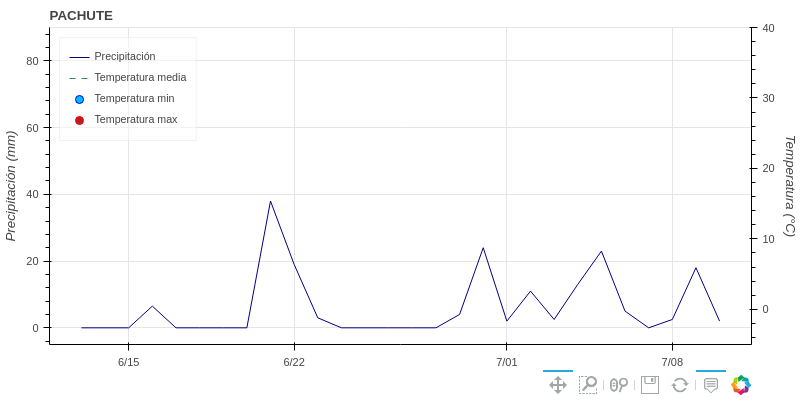 PACHUTE
Precipitación
Temperatura media
Temperatura min
Temperatura max
Precipitación (mm)
80
60
40
20
0
40
30
20
10
0
Temperatura (°C)
6/15
6/22
7/01
7/08